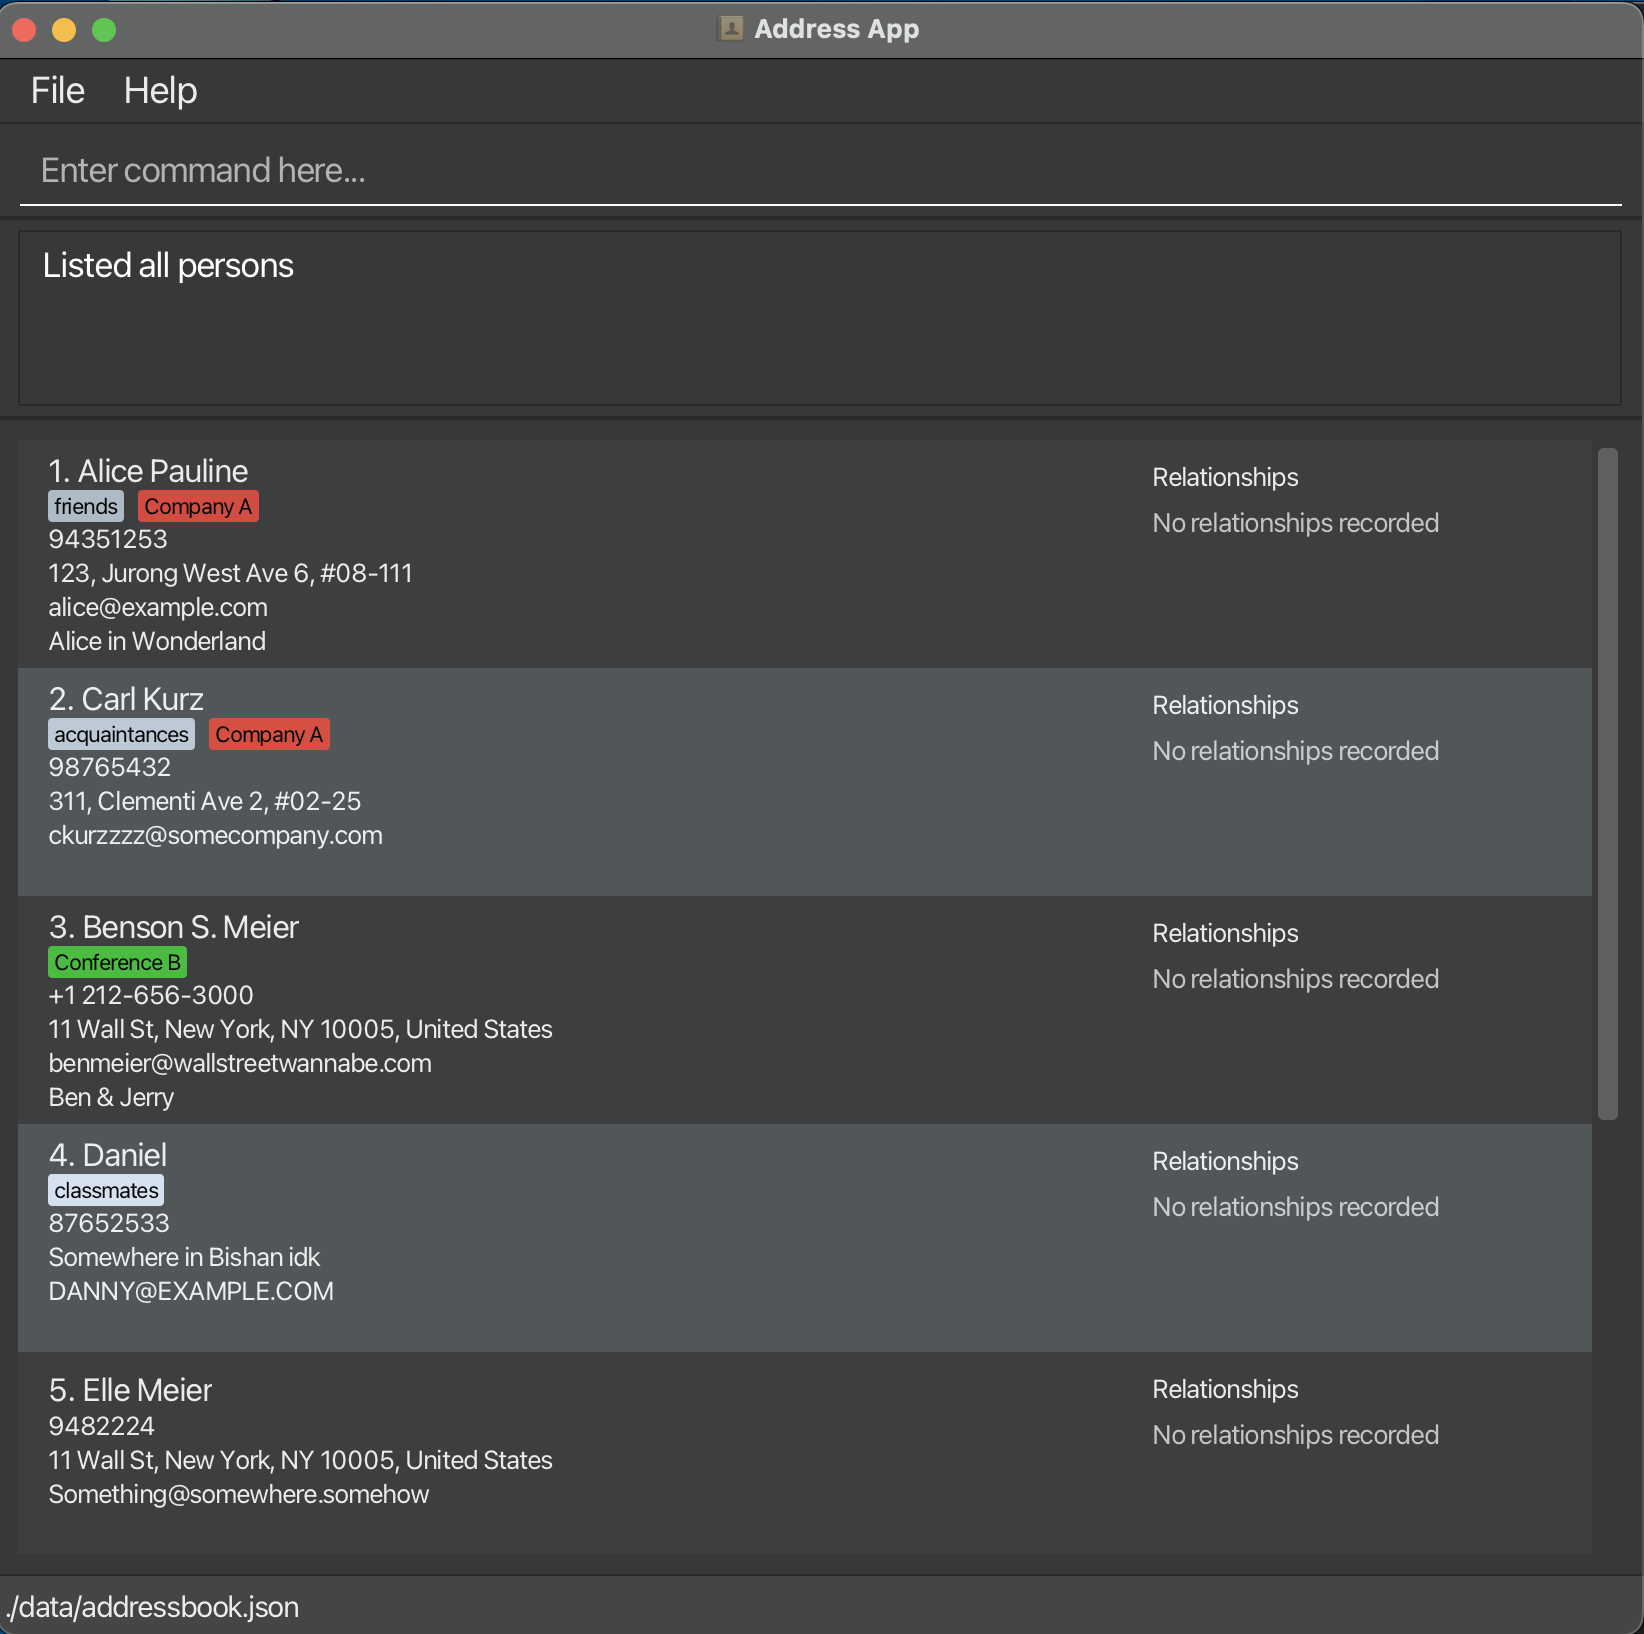 Address App
File Help
Enter command here...
Listed all persons
1. Alice Pauline
friends Company A
94351253
123, Jurong West Ave 6, #08-111
alice@example.com
Alice in Wonderland
Relationships
No relationships recorded
2. Carl Kurz
acquaintances Company A
98765432
311, Clementi Ave 2, #02-25
ckurzzzz@somecompany.com
Relationships
No relationships recorded
3. Benson S. Meier
Conference B
+1 212-656-3000
11 Wall St, New York, NY 10005, United States
benmeier@wallstreetwannabe.com
Ben & Jerry
Relationships
No relationships recorded
4. Daniel
classmates
87652533
Somewhere in Bishan idk
DANNY@EXAMPLE.COM
Relationships
No relationships recorded
5. Elle Meier
9482224
11 Wall St, New York, NY 10005, United States
Something@somewhere.somehow
Relationships
No relationships recorded
./data/addressbook.json